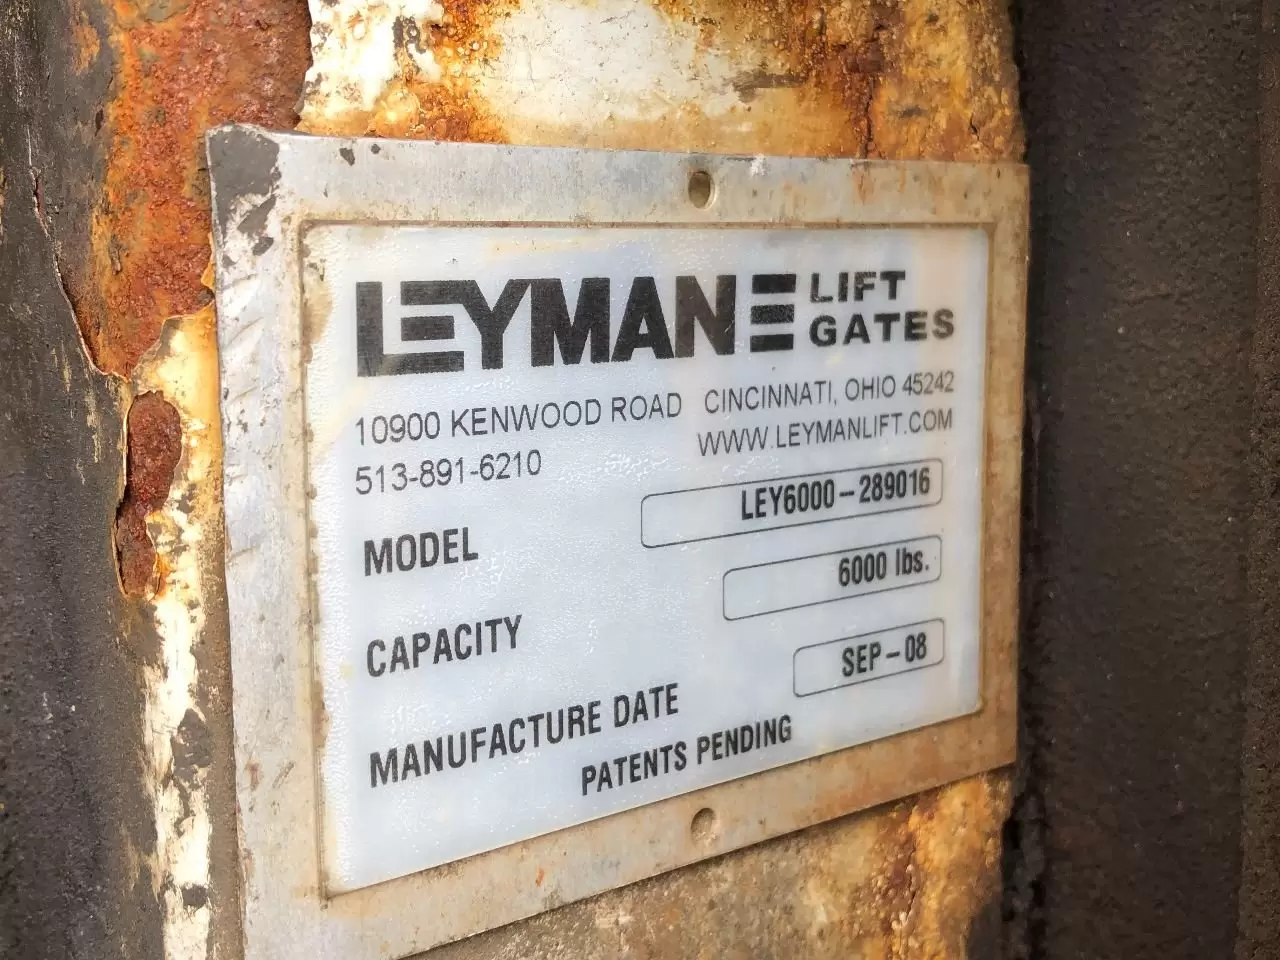 LEYMAN LIFT GATES
10900 KENWOOD ROAD CINCINNATI, OHIO 45242
513-891-6210 WWW.LEYMANLIFT.COM
MODEL LEY6000-289016
CAPACITY 6000 lbs.
MANUFACTURE DATE SEP-08
PATENTS PENDING